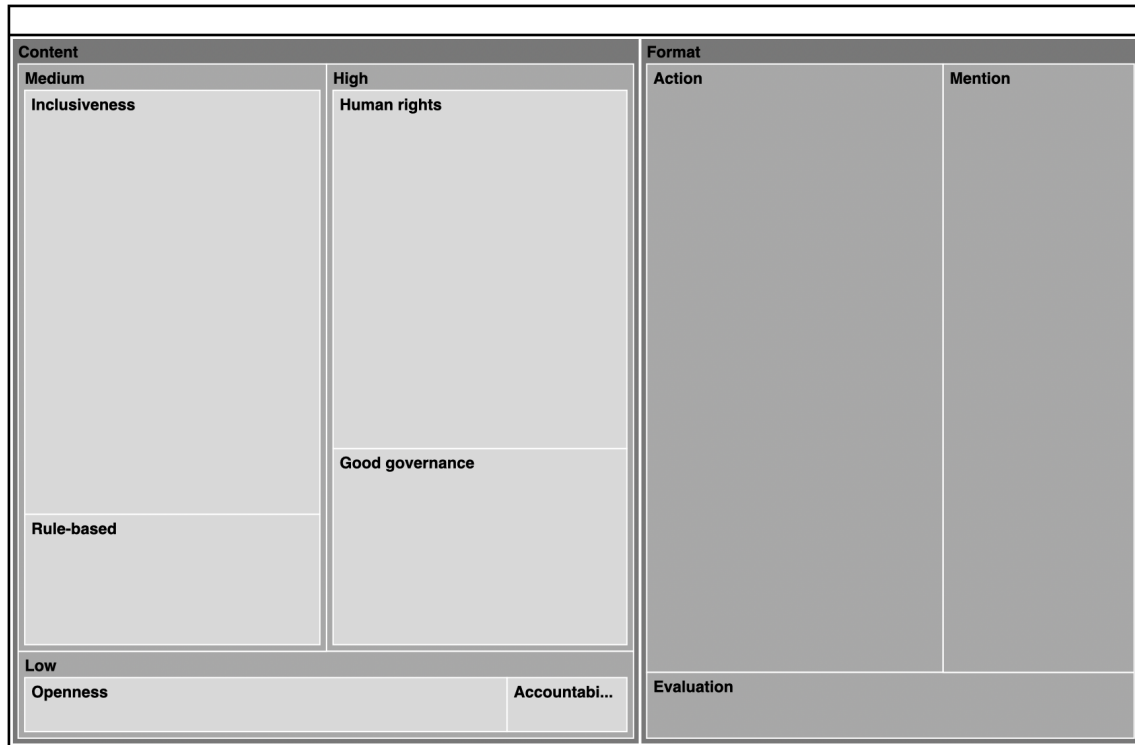 Content
Medium
Inclusiveness
Rule-based
High
Human rights
Good governance
Low
Openness
Accountabi...
Format
Action
Mention
Evaluation